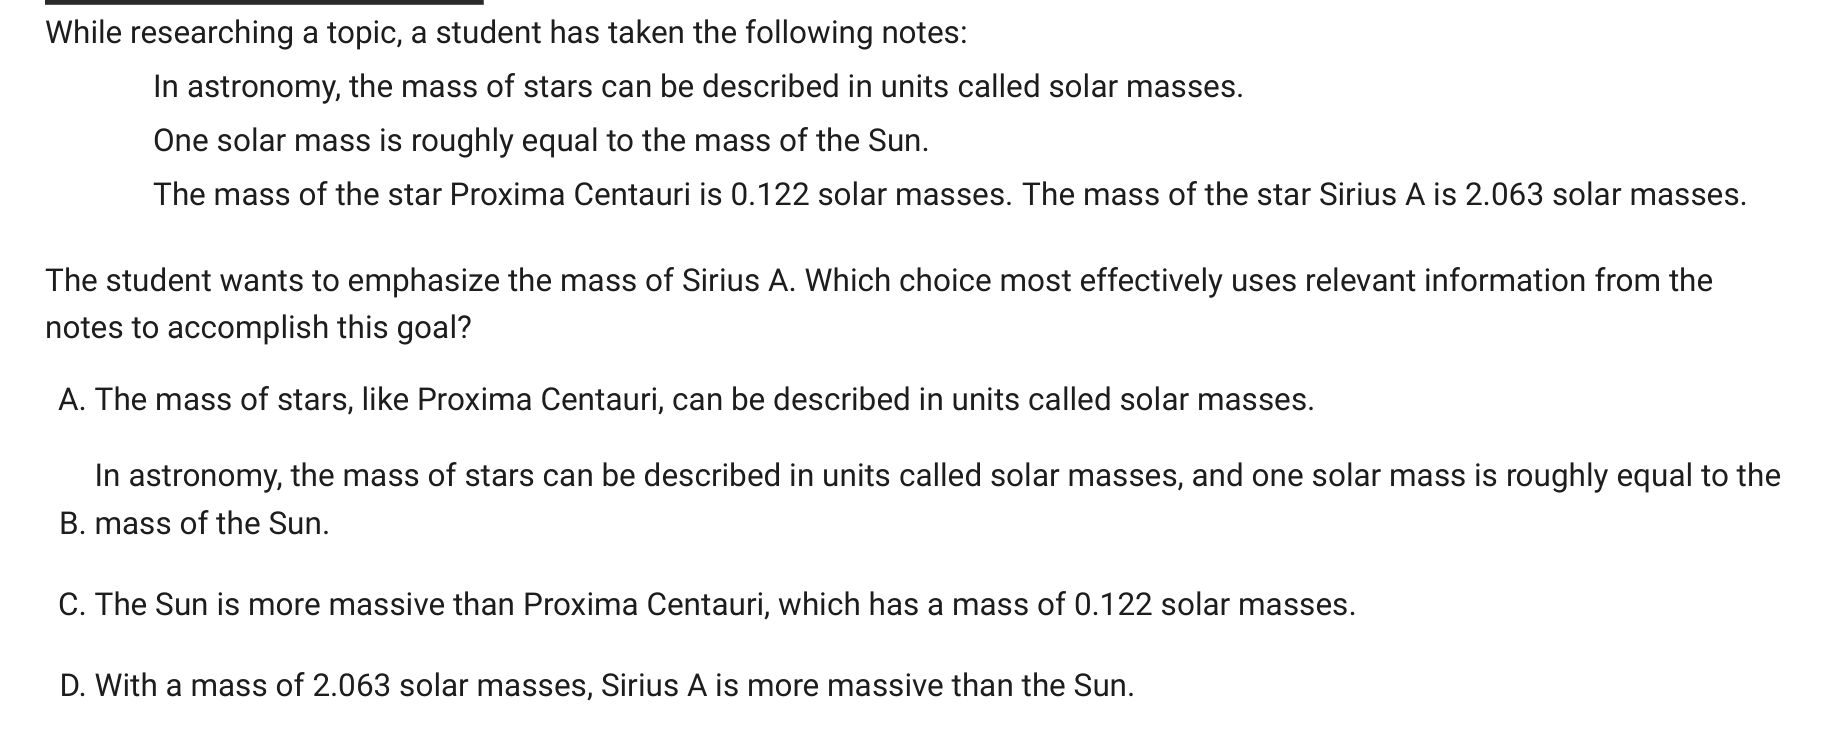 While researching a topic, a student has taken the following notes:
In astronomy, the mass of stars can be described in units called solar masses.
One solar mass is roughly equal to the mass of the Sun.
The mass of the star Proxima Centauri is 0.122 solar masses. The mass of the star Sirius A is 2.063 solar masses.
The student wants to emphasize the mass of Sirius A. Which choice most effectively uses relevant information from the
notes to accomplish this goal?
A. The mass of stars, like Proxima Centauri, can be described in units called solar masses.
In astronomy, the mass of stars can be described in units called solar masses, and one solar mass is roughly equal to the
B. mass of the Sun.
C. The Sun is more massive than Proxima Centauri, which has a mass of 0.122 solar masses.
D. With a mass of 2.063 solar masses, Sirius A is more massive than the Sun.